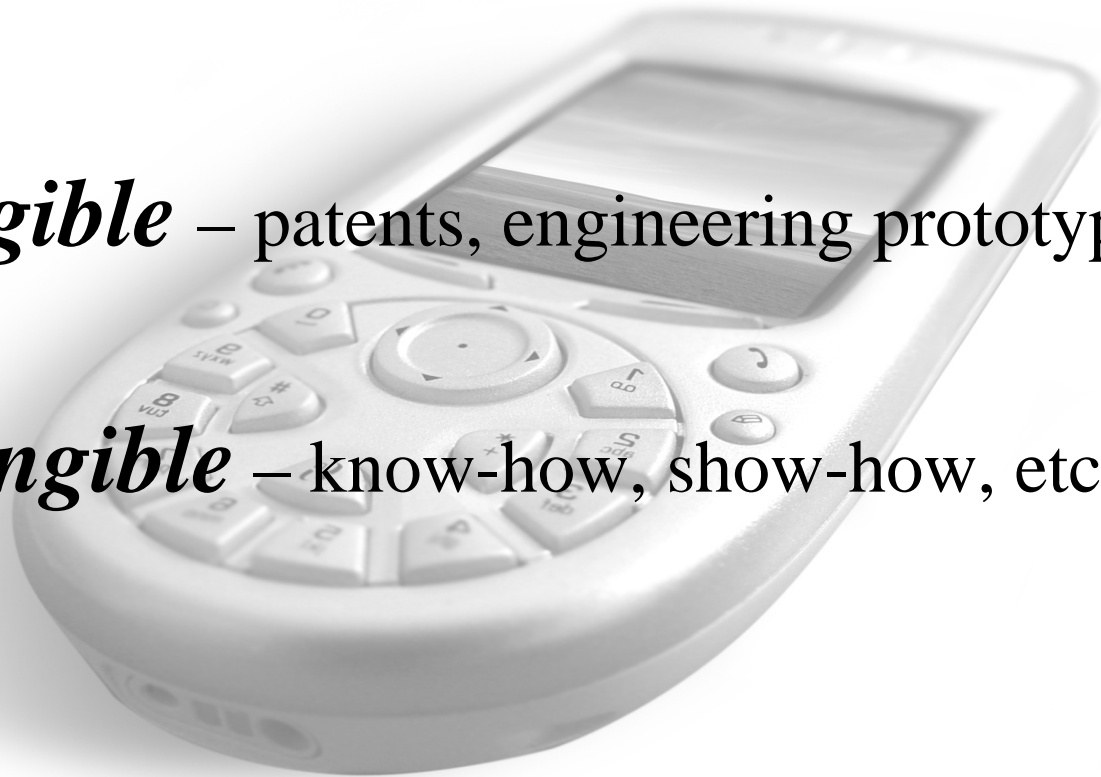 gible – patents, engineering prototyp
ngible – know-how, show-how, etc